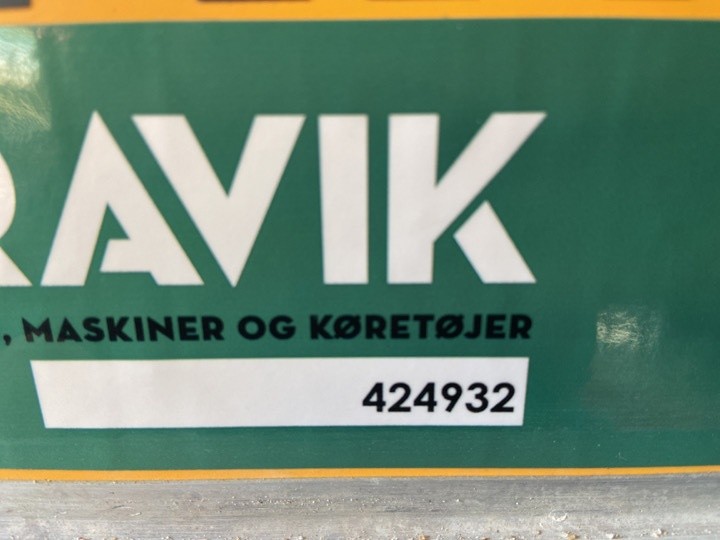 RAVIK
, MASKINER OG KØRETØJER
424932